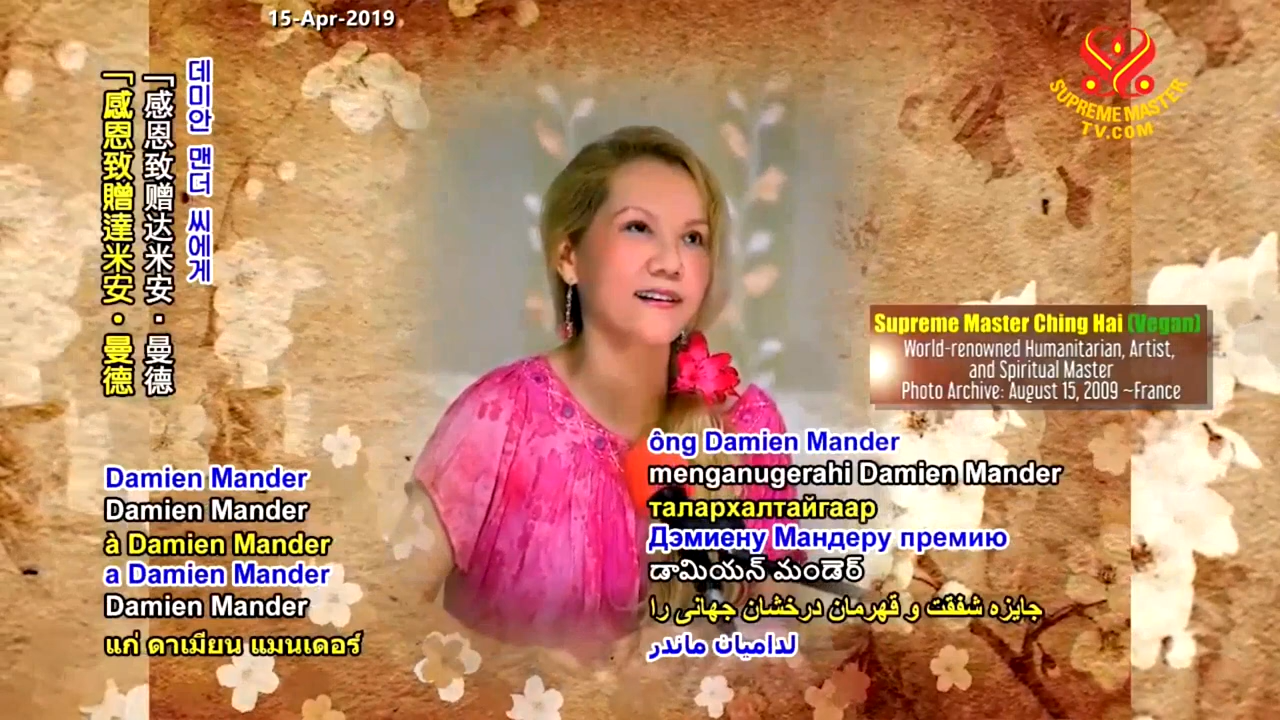 15-Apr-2019
SUPREME MASTER
TV.COM
데미안 맨더 씨에게
「感恩致赠达米安·曼德
「感恩致贈達米安·曼德
Supreme Master Ching Hai (Vegan)
World-renowned Humanitarian, Artist,
and Spiritual Master
Photo Archive: August 15, 2009 ~France
Damien Mander
Damien Mander
à Damien Mander
a Damien Mander
Damien Mander
แก่ ดาเมียน แมนเดอร์
ông Damien Mander
menganugerahi Damien Mander
талархалтайгаар
Дэмиену Мандеру премию
డామియన్ మండెర్
جایزه شفقت و قهرمان درخشان جهانی را
لداميان ماندر